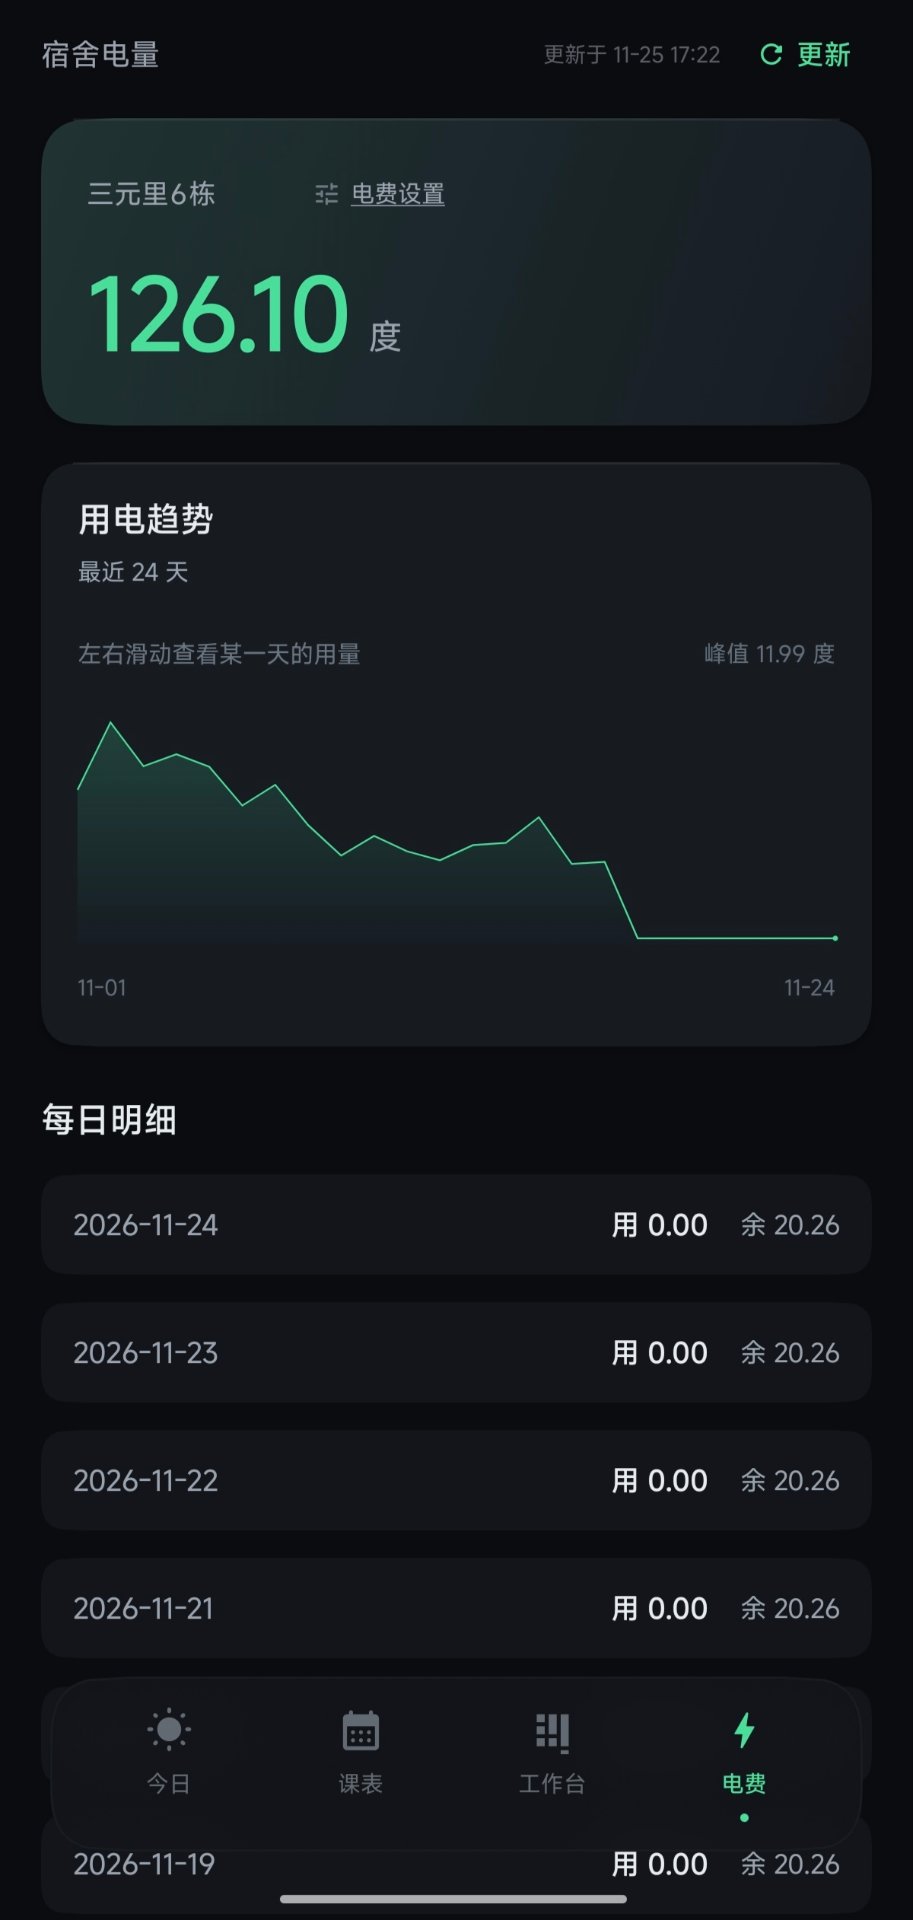 宿舍电量 更新于 11-25 17:22 更新
三元里6栋 电费设置
126.10 度
用电趋势
最近 24 天
左右滑动查看某一天的用量 峰值 11.99 度
11-01 11-24
每日明细
2026-11-24 用 0.00 余 20.26
2026-11-23 用 0.00 余 20.26
2026-11-22 用 0.00 余 20.26
2026-11-21 用 0.00 余 20.26
今日 课表 工作台 电费
2026-11-19 用 0.00 余 20.26